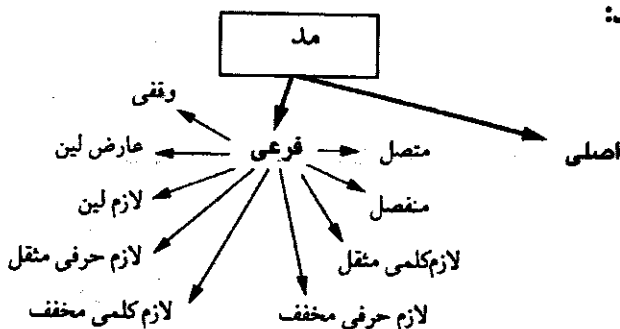 :ـ
مد
اصلی
فرعی
وقفی
متصل
عارض لین
منفصل
لازم لین
لازم کلمی مثقل
لازم حرفی مثقل
لازم حرفی مخفف
لازم کلمی مخفف